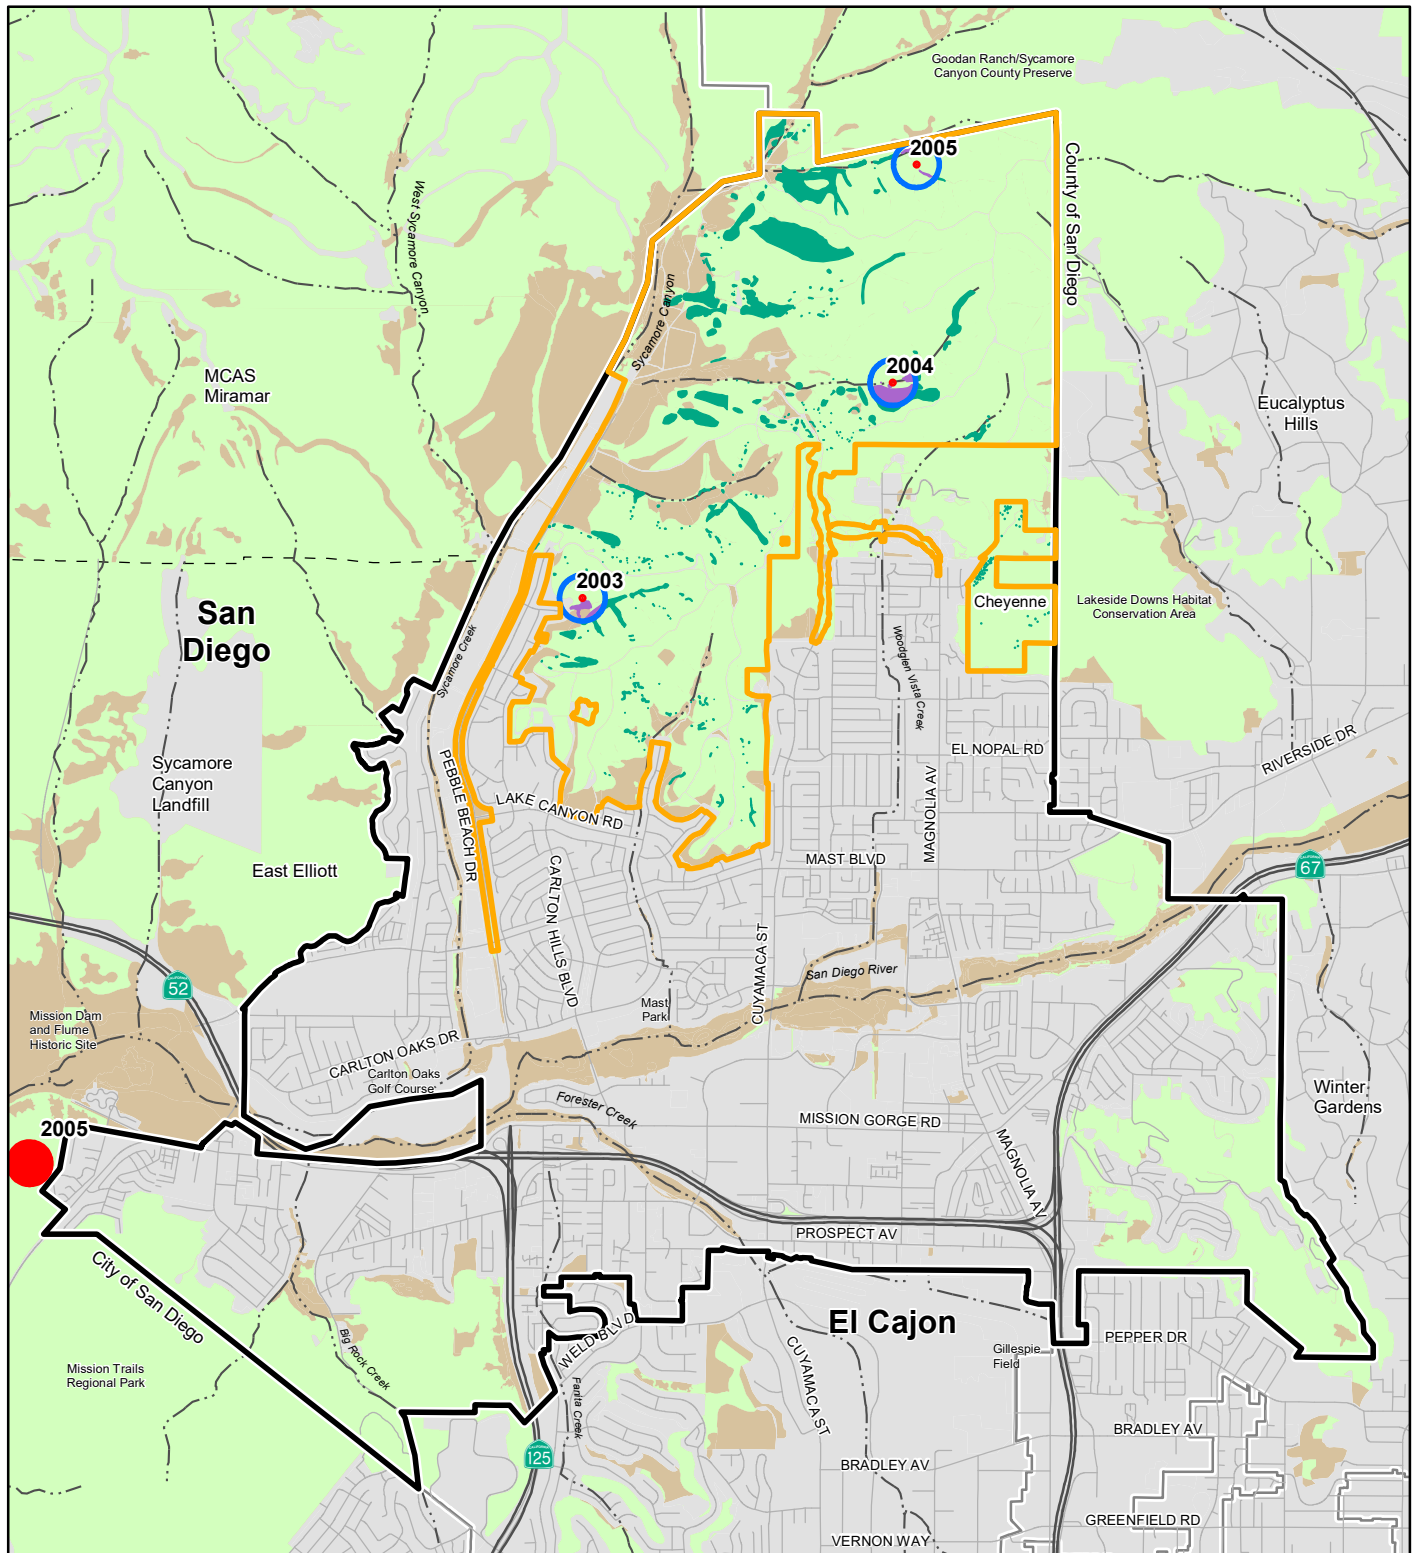 Goodan Ranch/Sycamore
Canyon County Preserve
2005
County of San Diego
West Sycamore Canyon
Sycamore Canyon
2004
MCAS
Miramar
Eucalyptus
Hills
2003
Cheyenne
Lakeside Downs Habitat
Conservation Area
San
Diego
Sycamore Creek
Woodglen Vista Creek
EL NOPAL RD
RIVERSIDE DR
Sycamore
Canyon
Landfill
PEBBLE BEACH DR
LAKE CANYON RD
MAGNOLIA AV
MAST BLVD
CALIFORNIA
67
East Elliott
CARLTON HILLS BLVD
CUYAMACA ST
San Diego River
CALIFORNIA
52
Mast
Park
Mission Dam
and Flume
Historic Site
CARLTON OAKS DR
Carlton Oaks
Golf Course
Forester Creek
MISSION GORGE RD
Winter
Gardens
2005
MAGNOLIA AV
PROSPECT AV
City of San Diego
El Cajon
WELD BLVD
Big Rock Creek
CUYAMACA ST
Gillespie
Field
PEPPER DR
Mission Trails
Regional Park
Fanita Creek
BRADLEY AV
CALIFORNIA
125
BRADLEY AV
GREENFIELD RD
VERNON WAY